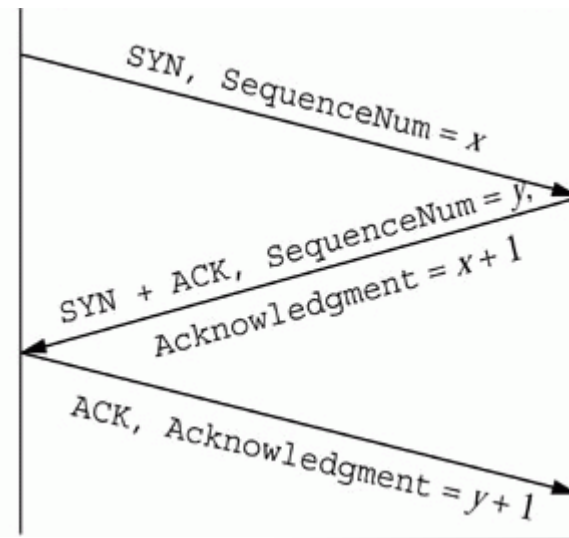 SYN, SequenceNum = x
SYN + ACK, SequenceNum = y,
Acknowledgment = x + 1
ACK, Acknowledgment = y + 1